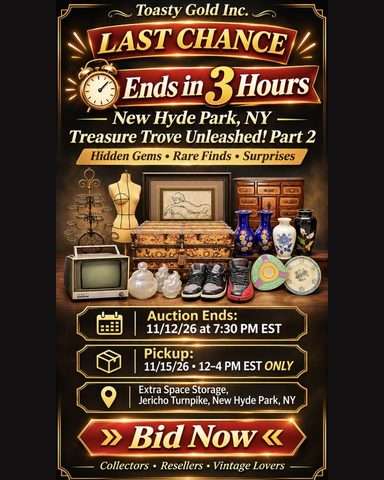 Toasty Gold Inc.
LAST CHANCE
Ends in 3 Hours
New Hyde Park, NY
Treasure Trove Unleashed! Part 2
Hidden Gems • Rare Finds • Surprises
Auction Ends:
11/12/26 at 7:30 PM EST
Pickup:
11/15/26 • 12–4 PM EST ONLY
Extra Space Storage,
Jericho Turnpike, New Hyde Park, NY
Bid Now
Collectors • Resellers • Vintage Lovers